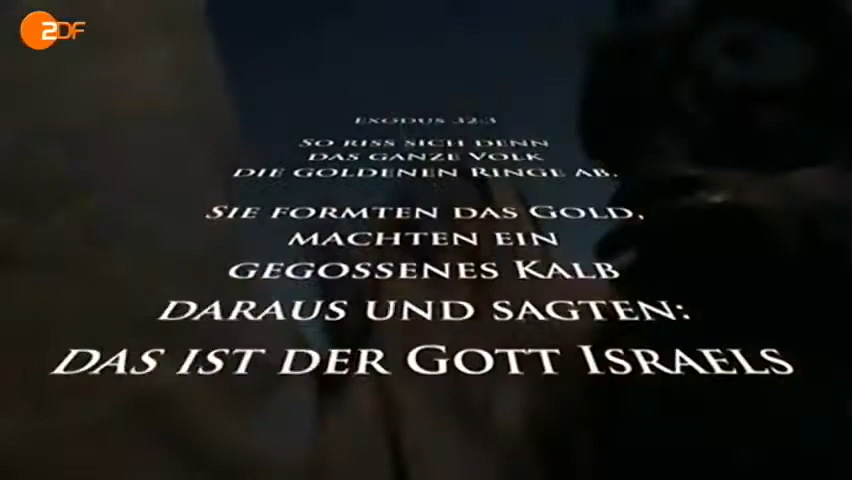 ZDF
EXODUS 32:3
SO RISS SICH DENN
DAS GANZE VOLK
DIE GOLDENEN RINGE AB.
SIE FORMTEN DAS GOLD,
MACHTEN EIN
GEGOSSENES KALB
DARAUS UND SAGTEN:
DAS IST DER GOTT ISRAELS